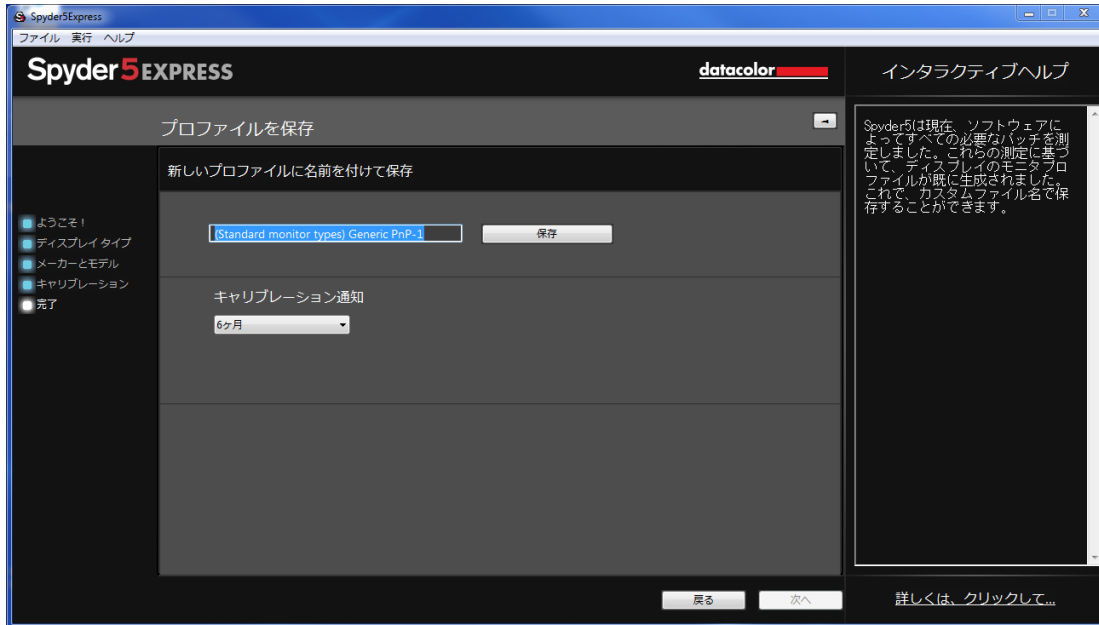 Spyder5Express
ファイル 実行 ヘルプ
Spyder5EXPRESS
datacolor
インタラクティブヘルプ
プロファイルを保存
新しいプロファイルに名前を付けて保存
ようこそ!
ディスプレイ タイプ
メーカーとモデル
キャリブレーション
完了
(Standard monitor types) Generic PnP-1
保存
キャリブレーション通知
6ヶ月
Spyder5は現在、ソフトウェアに
よってすべての必要なパッチを測
定しました。これらの測定に基づ
いて、ディスプレイのモニタプロ
ファイルが既に生成されました。
これで、カスタムファイル名で保
存することができます。
戻る
次へ
詳しくは、クリックして...